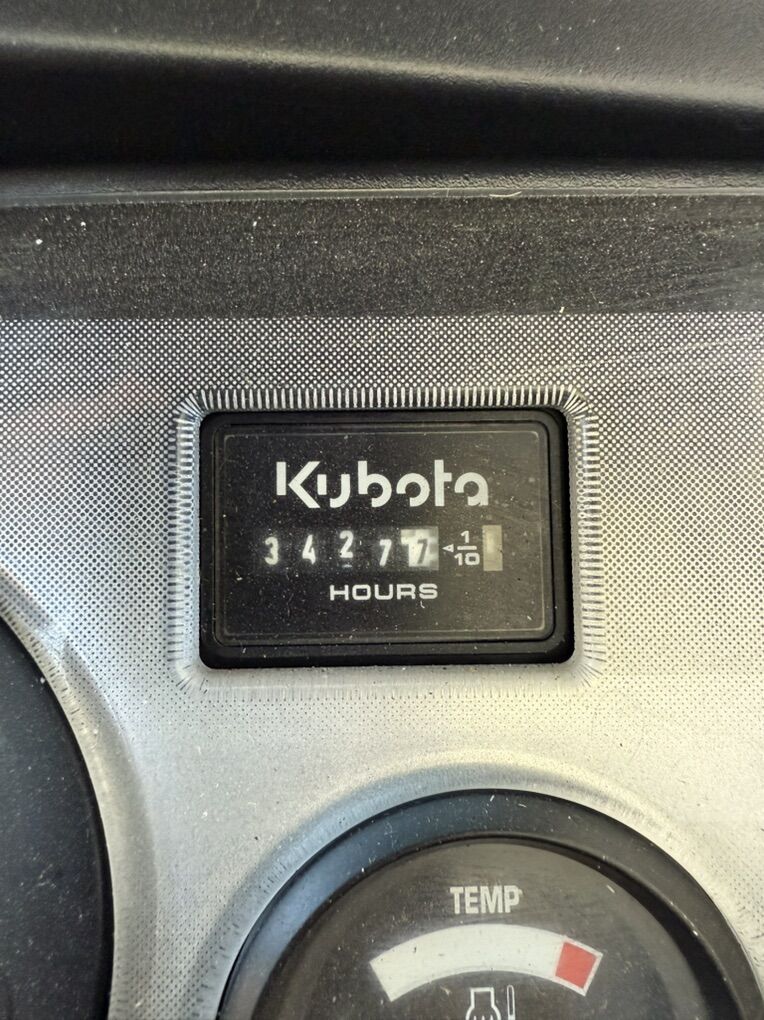 Kubota
34277 ◄ 1/10
HOURS
TEMP